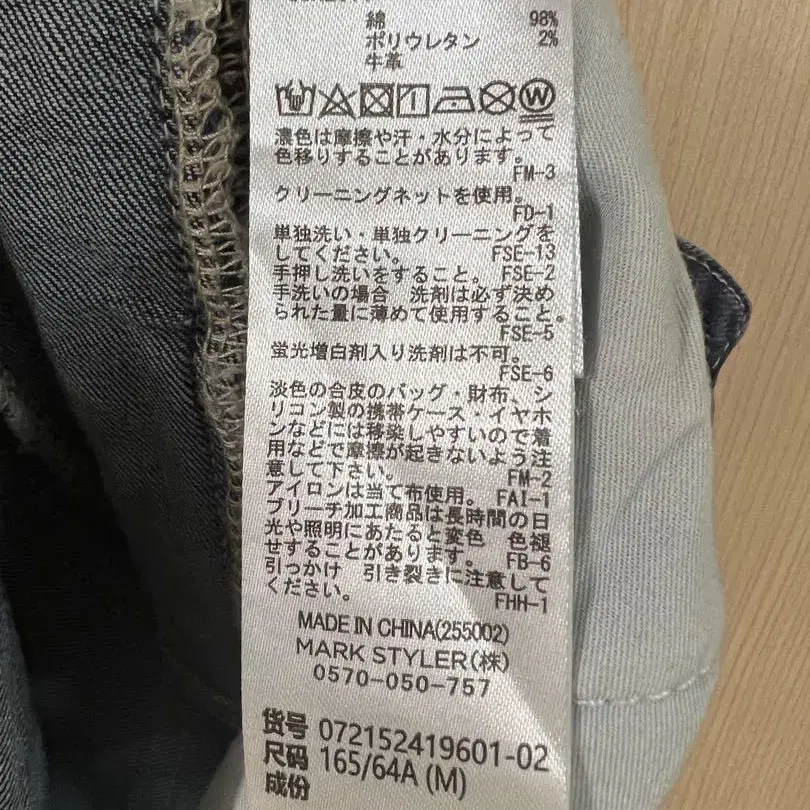 綿 98%
ポリウレタン 2%
牛革
W
濃色は摩擦や汗・水分によって
色移りすることがあります。
FM-3
クリーニングネットを使用。
FD-1
単独洗い・単独クリーニングを
してください。 FSE-13
手押し洗いをすること。 FSE-2
手洗いの場合 洗剤は必ず決め
られた量に薄めて使用すること。
FSE-5
蛍光増白剤入り洗剤は不可。
FSE-6
淡色の合皮のバッグ・財布、シ
リコン製の携帯ケース・イヤホ
ンなどには移染しやすいので着
用などで摩擦が起きないよう注
意して下さい。 FM-2
アイロンは当て布使用。 FAI-1
ブリーチ加工商品は長時間の日
光や照明にあたると変色 色褪
せすることがあります。 FB-6
引っかけ 引き裂きに注意して
ください。 FHH-1
MADE IN CHINA(255002)
MARK STYLER(株)
0570-050-757
货号 072152419601-02
尺码 165/64A (M)
成份